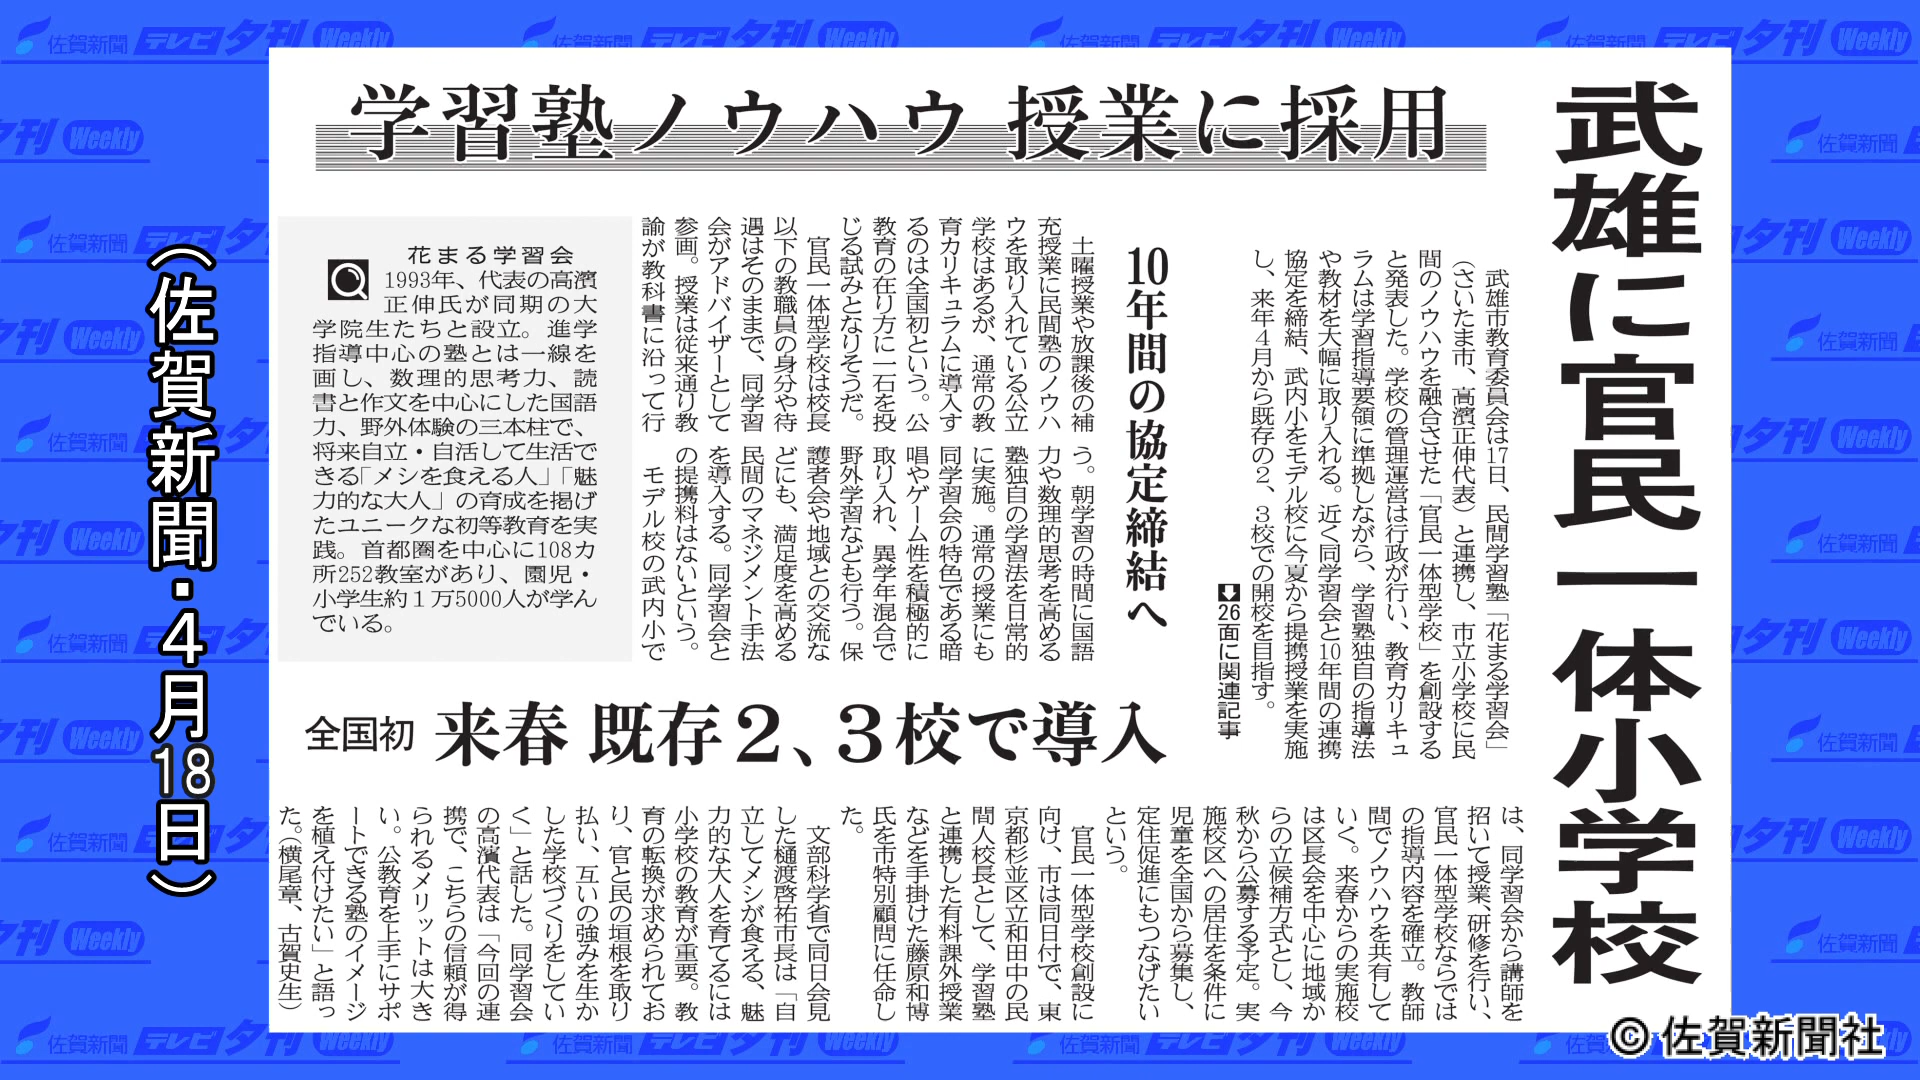 武雄に官民一体小学校
学習塾ノウハウ 授業に採用
武雄市教育委員会は17日、民間学習塾「花まる学習会」
(さいたま市、高濱正伸代表)と連携し、市立小学校に民
間のノウハウを融合させた「官民一体型学校」を創設する
と発表した。学校の管理運営は行政が行い、教育カリキュ
ラムは学習指導要領に準拠しながら、学習塾独自の指導法
や教材を大幅に取り入れる。近く同学習会と10年間の連携
協定を締結、武内小をモデル校に今夏から提携授業を実施
し、来年4月から既存の2、3校での開校を目指す。
26面に関連記事
10年間の協定締結へ
土曜授業や放課後の補
充授業に民間塾のノウハ
ウを取り入れている公立
学校はあるが、通常の教
育カリキュラムに導入す
るのは全国初という。公
教育の在り方に一石を投
じる試みとなりそうだ。
官民一体型学校は校長
以下の教職員の身分や待
遇はそのままで、同学習
会がアドバイザーとして
参画。授業は従来通り教
諭が教科書に沿って行
う。朝学習の時間に国語
力や数理的思考を高める
塾独自の学習法を日常的
に実施。通常の授業にも
同学習会の特色である暗
唱やゲーム性を積極的に
取り入れ、異学年混合で
野外学習なども行う。保
護者会や地域との交流な
どにも、満足度を高める
民間のマネジメント手法
を導入する。同学習会と
の提携料はないという。
モデル校の武内小で
花まる学習会
1993年、代表の高濱
正伸氏が同期の大
学院生たちと設立。進学
指導中心の塾とは一線を
画し、数理的思考力、読
書と作文を中心にした国語
力、野外体験の三本柱で、
将来自立・自活して生活で
きる「メシを食える人」「魅
力的な大人」の育成を掲げ
たユニークな初等教育を実
践。首都圏を中心に108カ
所252教室があり、園児・
小学生約1万5000人が学ん
でいる。
全国初 来春 既存2、3校で導入
は、同学習会から講師を
招いて授業、研修を行い、
官民一体型学校ならでは
の指導内容を確立。教師
間でノウハウを共有して
いく。来春からの実施校
は区長会を中心に地域か
らの立候補方式とし、今
秋から公募する予定。実
施校区への居住を条件に
児童を全国から募集し、
定住促進にもつなげたい
という。
官民一体型学校創設に
向け、市は同日付で、東
京都杉並区立和田中の民
間人校長として、学習塾
と連携した有料課外授業
などを手掛けた藤原和博
氏を市特別顧問に任命し
た。
文部科学省で同日会見
した樋渡啓祐市長は「自
立してメシが食える、魅
力的な大人を育てるには
小学校の教育が重要。教
育の転換が求められてお
り、官と民の垣根を取り
払い、互いの強みを生か
した学校づくりをしてい
く」と話した。同学習会
の高濱代表は「今回の連
携で、こちらの信頼が得
られるメリットは大き
い。公教育を上手にサポ
ートできる塾のイメージ
を植え付けたい」と語っ
た。(横尾章、古賀史生)
(佐賀新聞・4月18日)
© 佐賀新聞社
佐賀新聞 テレビ夕刊 Weekly